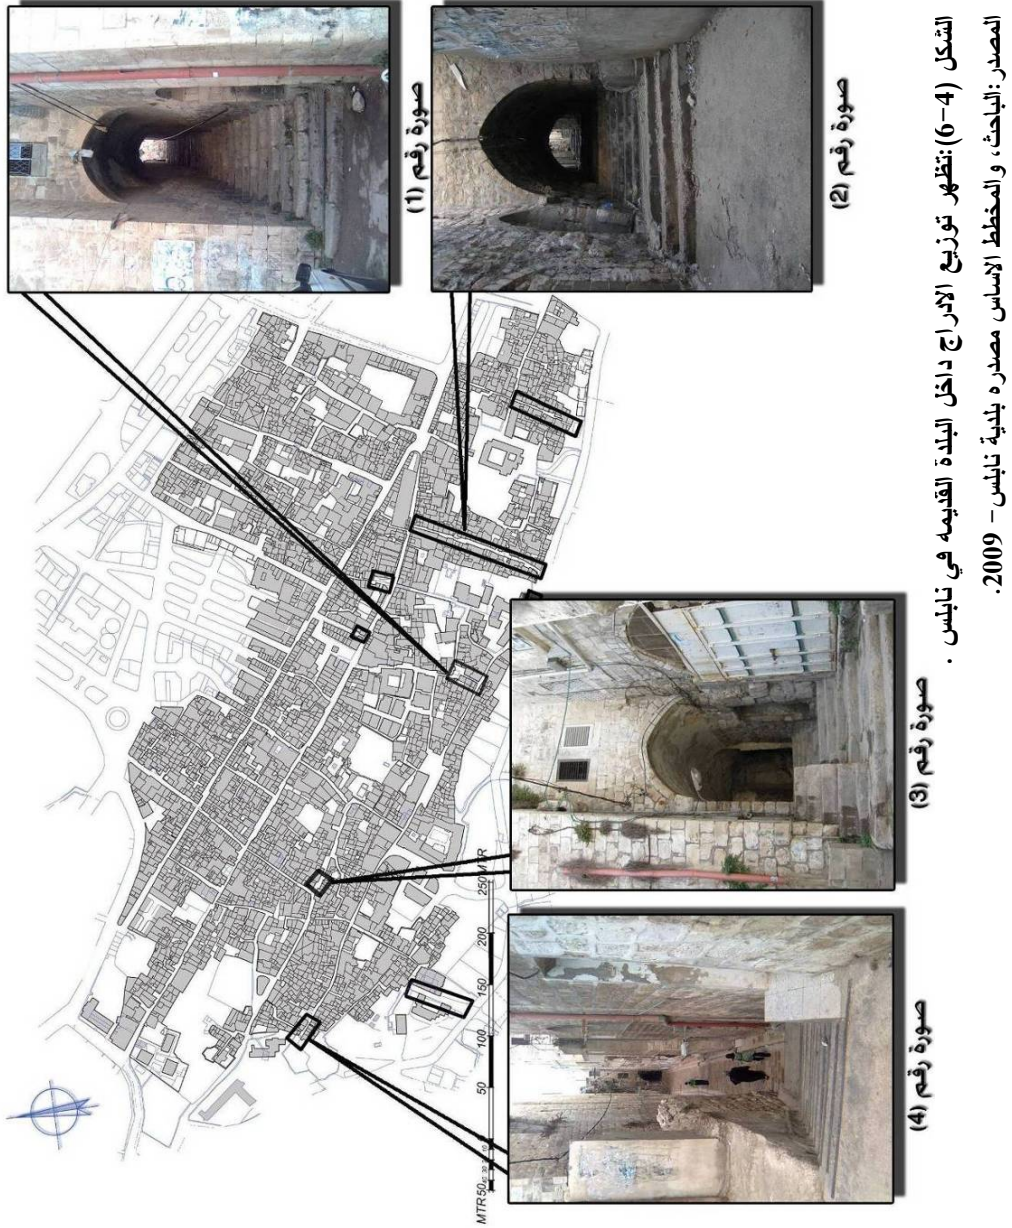 صورة رقم (1)
صورة رقم (2)
صورة رقم (3)
صورة رقم (4)
MTR50 50 100 150 200 250MTR
الشكل (4-6):تظهر توزيع الادراج داخل البلدة القديمه في نابلس .
المصدر:الباحث، والمخطط الاساس مصدره بلدية نابلس- 2009.